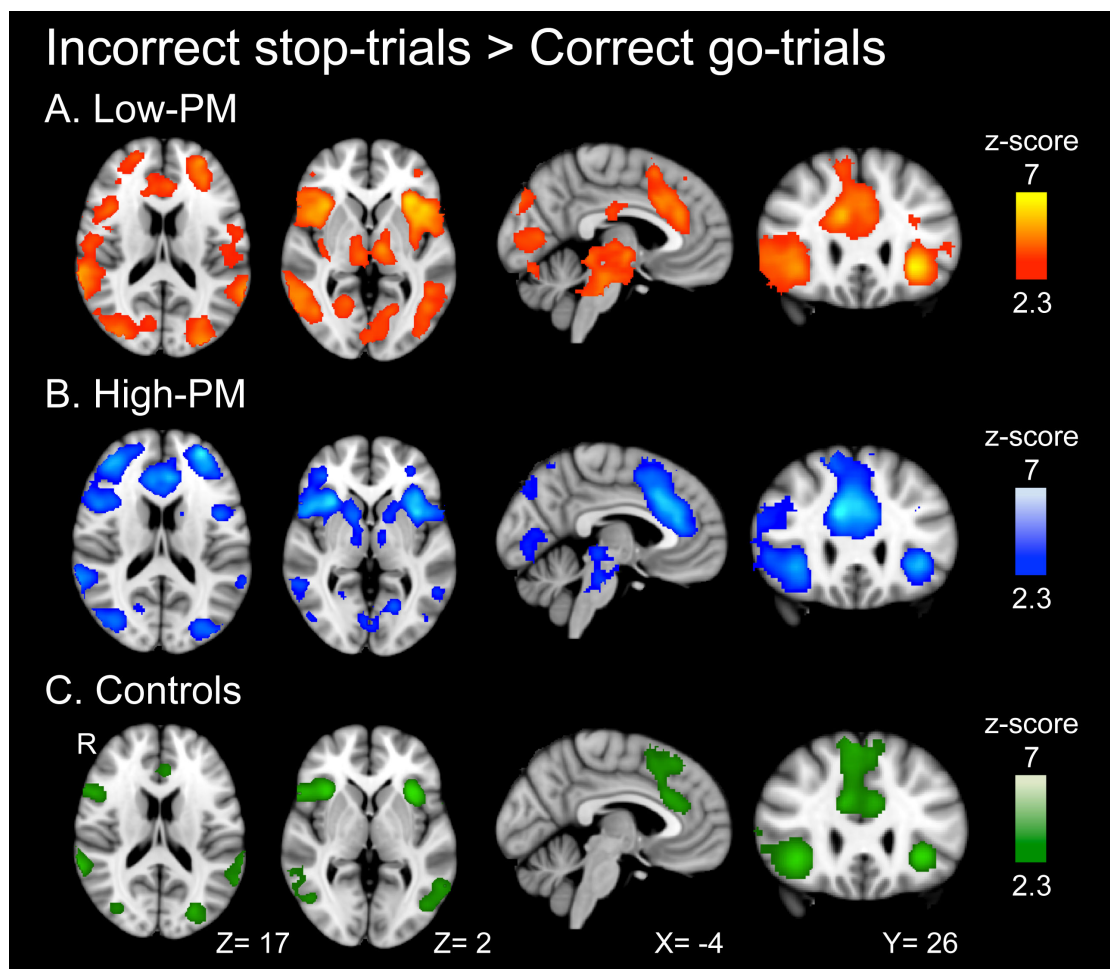 Incorrect stop-trials > Correct go-trials
A. Low-PM
z-score
7
2.3
B. High-PM
z-score
7
2.3
C. Controls
R
z-score
7
2.3
Z= 17 Z= 2 X= -4 Y= 26